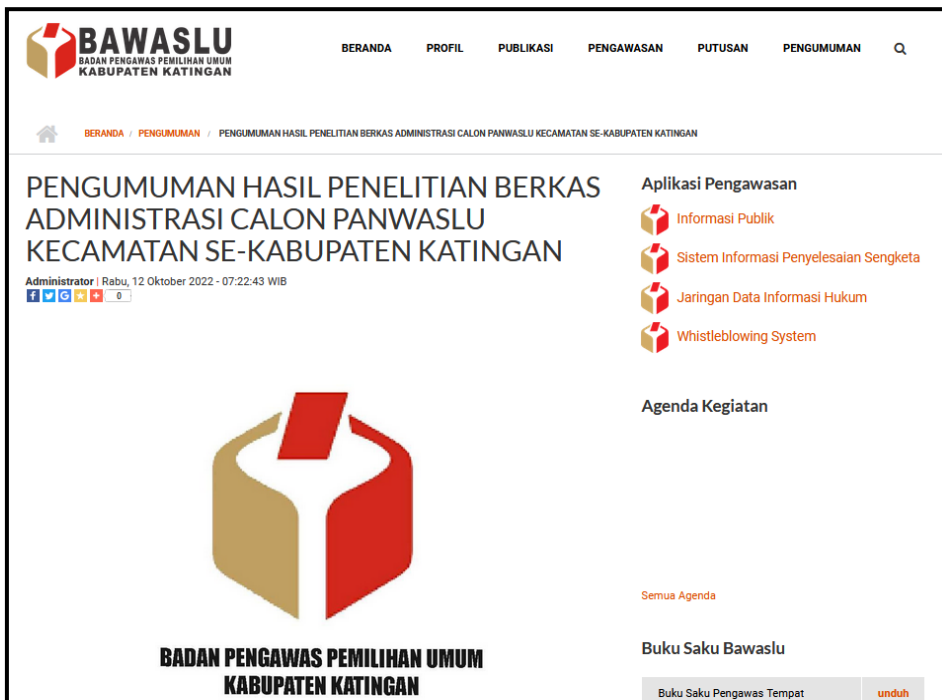 BAWASLU
BADAN PENGAWAS PEMILIHAN UMUM
KABUPATEN KATINGAN
BERANDA PROFIL PUBLIKASI PENGAWASAN PUTUSAN PENGUMUMAN
BERANDA / PENGUMUMAN / PENGUMUMAN HASIL PENELITIAN BERKAS ADMINISTRASI CALON PANWASLU KECAMATAN SE-KABUPATEN KATINGAN
PENGUMUMAN HASIL PENELITIAN BERKAS
ADMINISTRASI CALON PANWASLU
KECAMATAN SE-KABUPATEN KATINGAN
Administrator | Rabu, 12 Oktober 2022 - 07:22:43 WIB
0
BADAN PENGAWAS PEMILIHAN UMUM
KABUPATEN KATINGAN
Aplikasi Pengawasan
Informasi Publik
Sistem Informasi Penyelesaian Sengketa
Jaringan Data Informasi Hukum
Whistleblowing System
Agenda Kegiatan
Semua Agenda
Buku Saku Bawaslu
Buku Saku Pengawas Tempat unduh